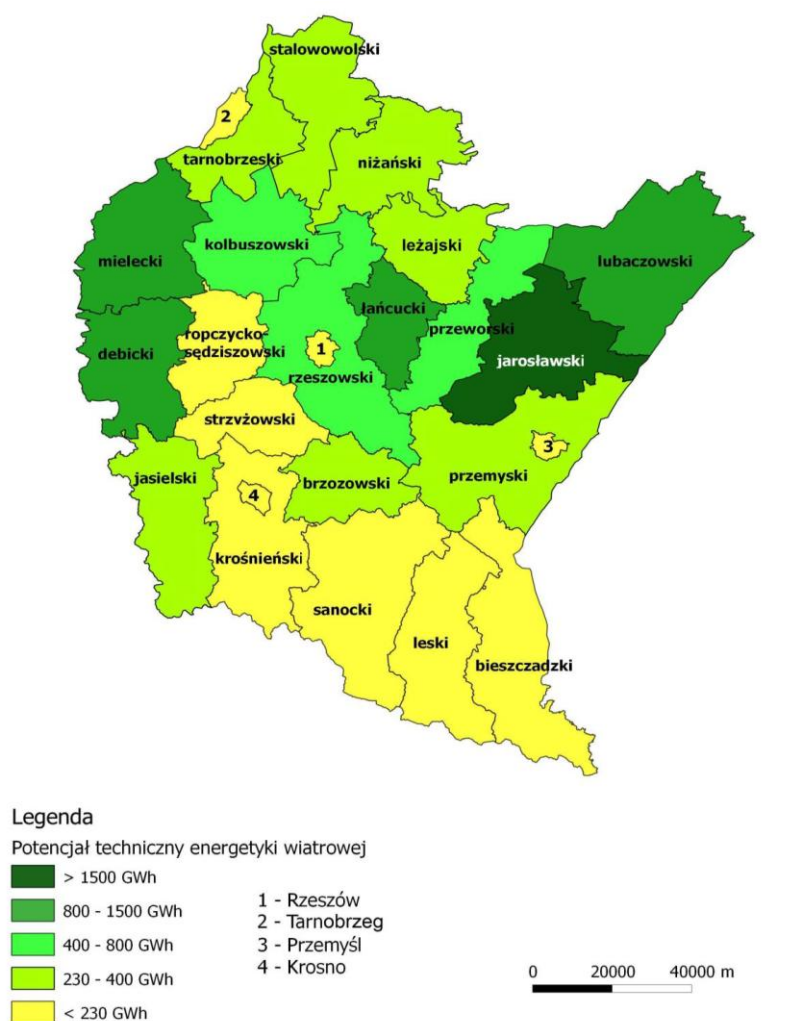 stalowowolski
2
tarnobrzeski
niżański
kolbuszowski
leżajski
mielecki
lubaczowski
łańcucki
przeworski
ropczycko-
sędziszowski
debicki
1
jarosławski
rzeszowski
strzyżowski
3
jasielski
brzozowski
przemyski
4
krośnieński
sanocki
leski
bieszczadzki
Legenda
Potencjał techniczny energetyki wiatrowej
> 1500 GWh
800 - 1500 GWh
400 - 800 GWh
230 - 400 GWh
< 230 GWh
1 - Rzeszów
2 - Tarnobrzeg
3 - Przemyśl
4 - Krosno
0 20000 40000 m